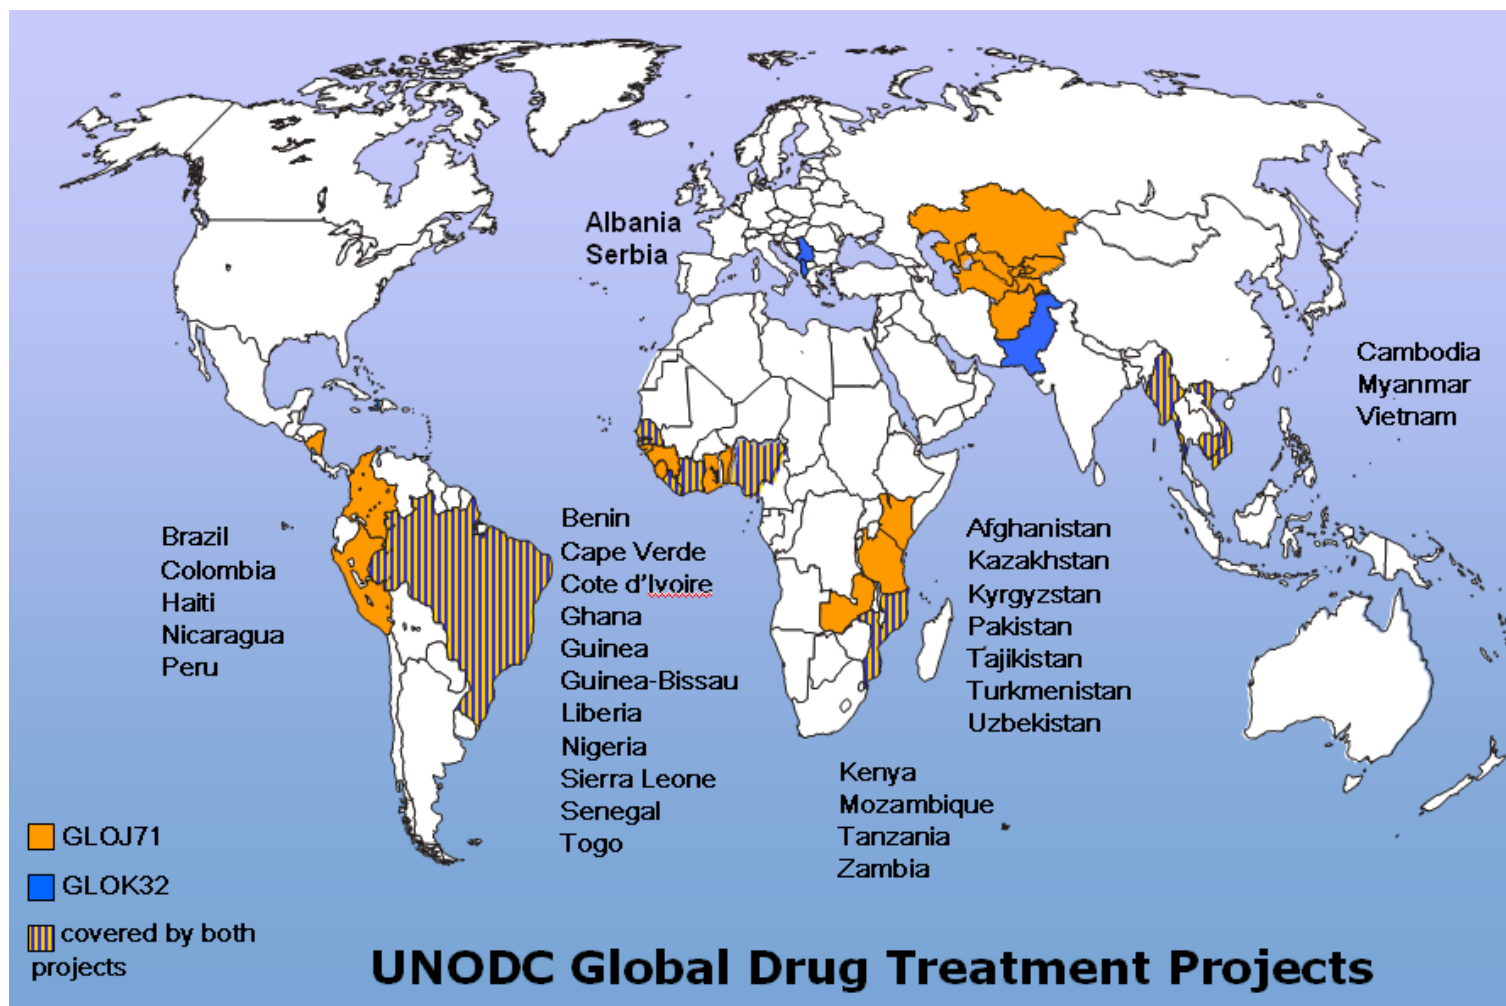 Albania
Serbia
Cambodia
Myanmar
Vietnam
Brazil
Colombia
Haiti
Nicaragua
Peru
Benin
Cape Verde
Cote d'Ivoire
Ghana
Guinea
Guinea-Bissau
Liberia
Nigeria
Sierra Leone
Senegal
Togo
Afghanistan
Kazakhstan
Kyrgyzstan
Pakistan
Tajikistan
Turkmenistan
Uzbekistan
Kenya
Mozambique
Tanzania
Zambia
GLOJ71
GLOK32
covered by both
projects
UNODC Global Drug Treatment Projects